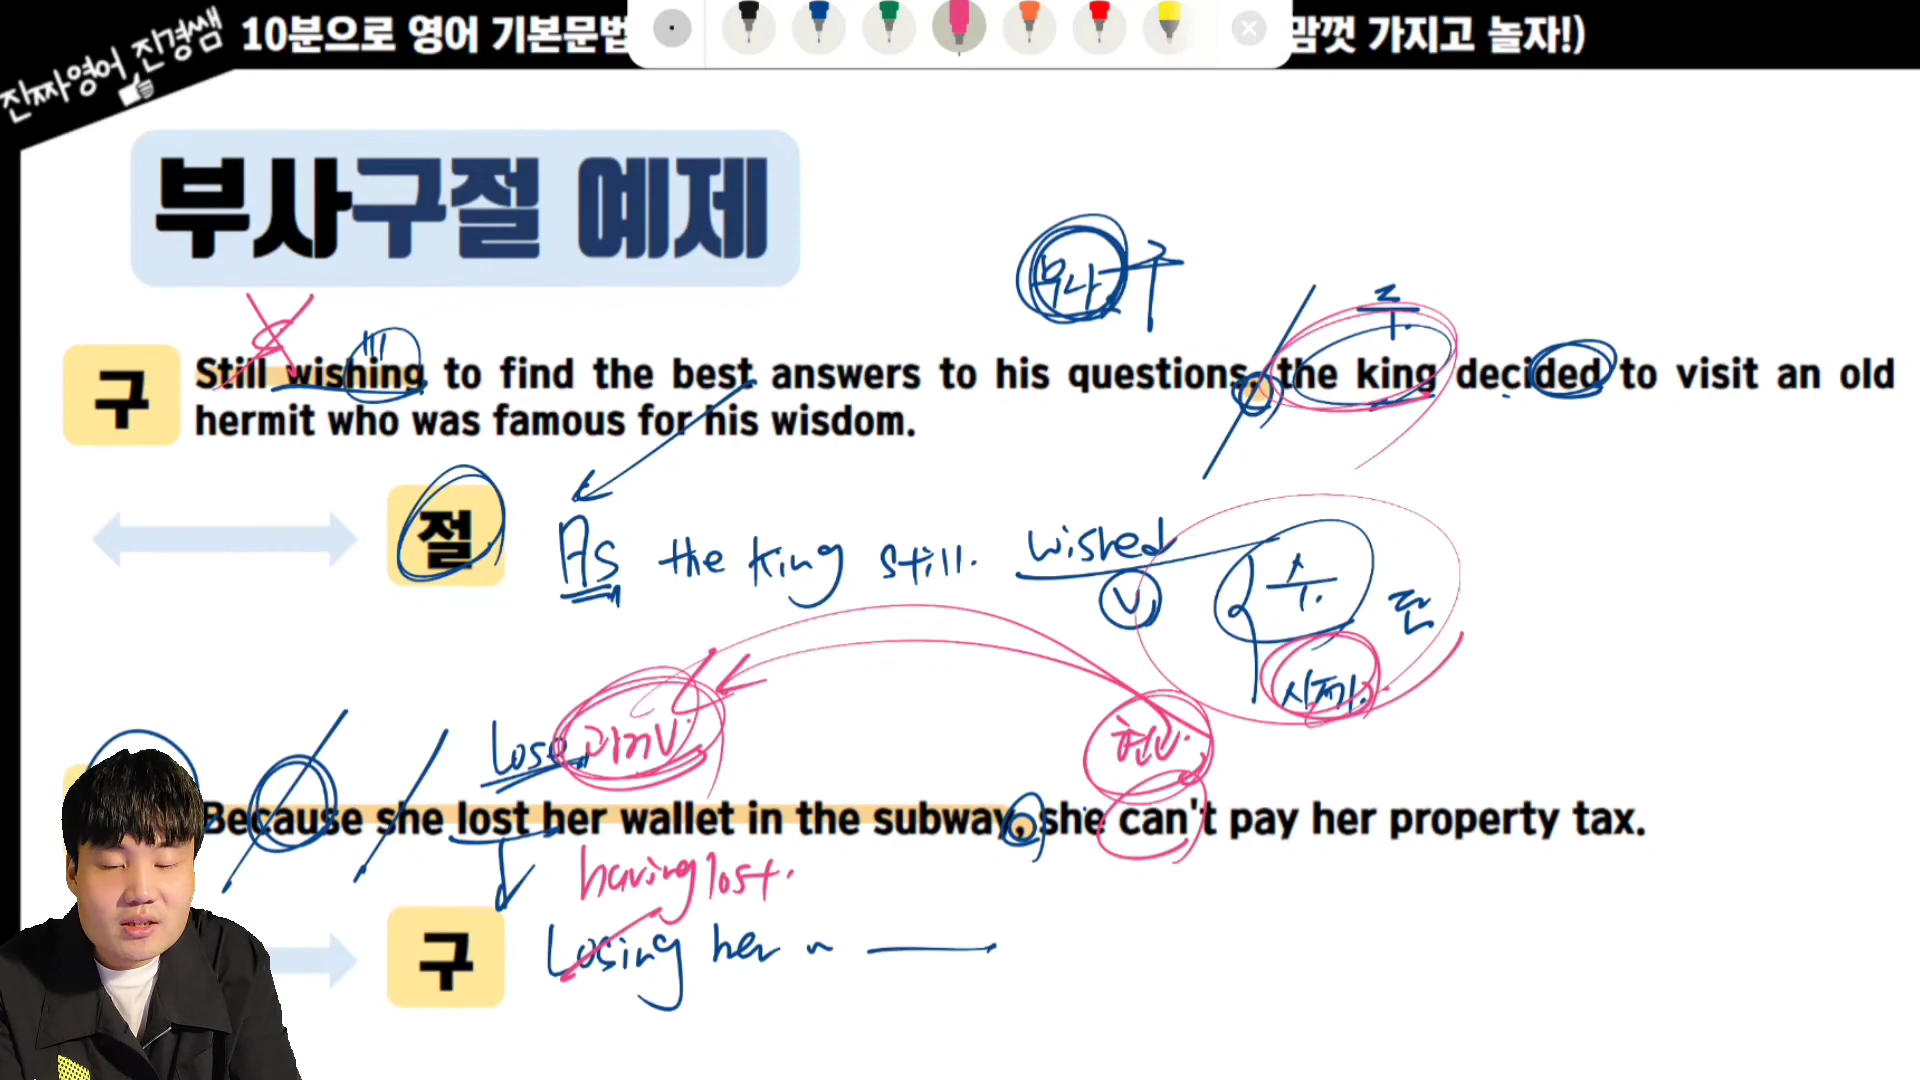 진짜영어 진경쌤
10분으로 영어 기본문법
맘껏 가지고 놀자!)
부사구절 예제
주
구
Still wishing to find the best answers to his questions, the king decided to visit an old
hermit who was famous for his wisdom.
절
As the king still. wished
V
시제.
lose
과거V.
현재.
Because she lost her wallet in the subway, she can't pay her property tax.
having lost.
구
Losing her ~